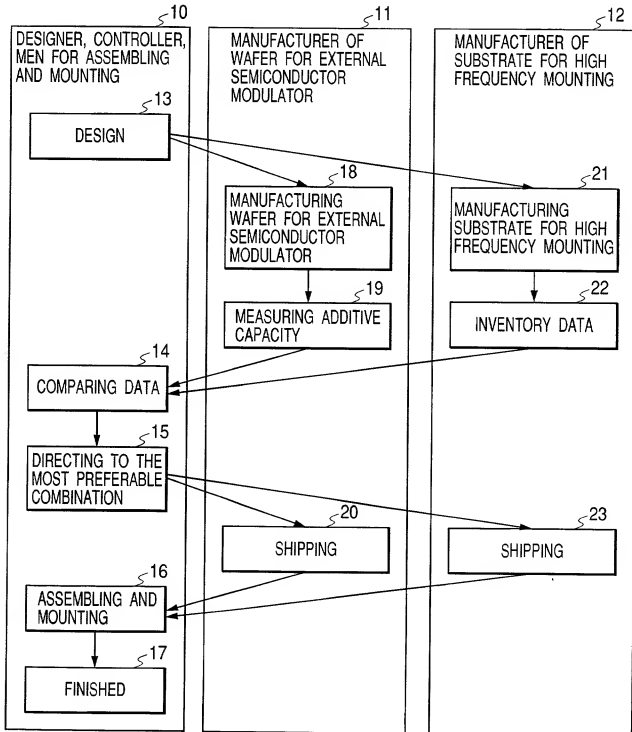 10
DESIGNER, CONTROLLER,
MEN FOR ASSEMBLING
AND MOUNTING
11
MANUFACTURER OF
WAFER FOR EXTERNAL
SEMICONDUCTOR
MODULATOR
12
MANUFACTURER OF
SUBSTRATE FOR HIGH
FREQUENCY MOUNTING
13
DESIGN
18
MANUFACTURING
WAFER FOR EXTERNAL
SEMICONDUCTOR
MODULATOR
21
MANUFACTURING
SUBSTRATE FOR HIGH
FREQUENCY MOUNTING
19
MEASURING ADDITIVE
CAPACITY
22
INVENTORY DATA
14
COMPARING DATA
15
DIRECTING TO THE
MOST PREFERABLE
COMBINATION
20
SHIPPING
23
SHIPPING
16
ASSEMBLING AND
MOUNTING
17
FINISHED